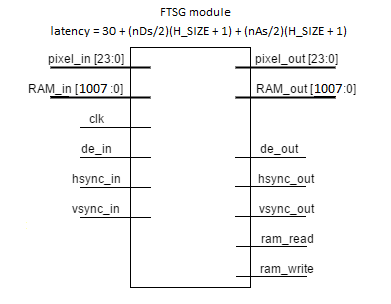 FTSG module
latency = 30 + (nDs/2)(H_SIZE + 1) + (nAs/2)(H_SIZE + 1)
pixel_in [23:0] pixel_out [23:0]
RAM_in [1007:0] RAM_out [1007:0]
clk
de_in de_out
hsync_in hsync_out
vsync_in vsync_out
ram_read
ram_write